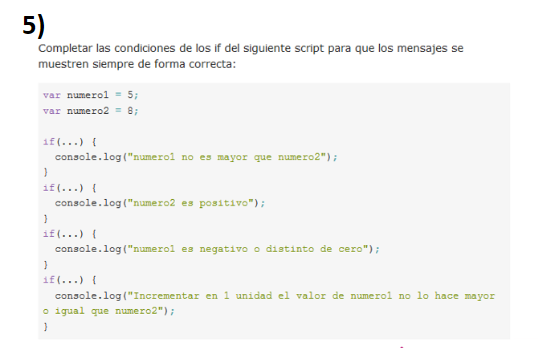 5)
Completar las condiciones de los if del siguiente script para que los mensajes se
muestren siempre de forma correcta:
var numero1 = 5;
var numero2 = 8;
if(...) {
console.log("numero1 no es mayor que numero2");
}
if(...) {
console.log("numero2 es positivo");
}
if(...) {
console.log("numero1 es negativo o distinto de cero");
}
if(...) {
console.log("Incrementar en 1 unidad el valor de numero1 no lo hace mayor
o igual que numero2");
}